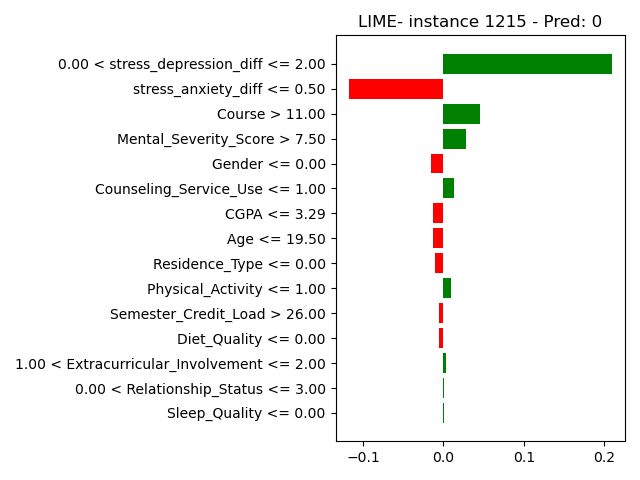 LIME- instance 1215 - Pred: 0
0.00 < stress_depression_diff <= 2.00
stress_anxiety_diff <= 0.50
Course > 11.00
Mental_Severity_Score > 7.50
Gender <= 0.00
Counseling_Service_Use <= 1.00
CGPA <= 3.29
Age <= 19.50
Residence_Type <= 0.00
Physical_Activity <= 1.00
Semester_Credit_Load > 26.00
Diet_Quality <= 0.00
1.00 < Extracurricular_Involvement <= 2.00
0.00 < Relationship_Status <= 3.00
Sleep_Quality <= 0.00
−0.1 0.0 0.1 0.2